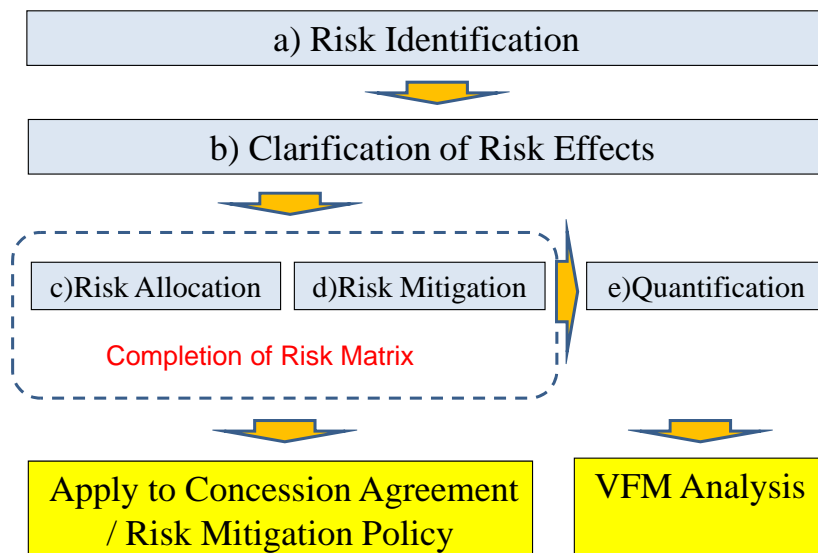 a) Risk Identification
b) Clarification of Risk Effects
c)Risk Allocation
d)Risk Mitigation
e)Quantification
Completion of Risk Matrix
Apply to Concession Agreement
/ Risk Mitigation Policy
VFM Analysis